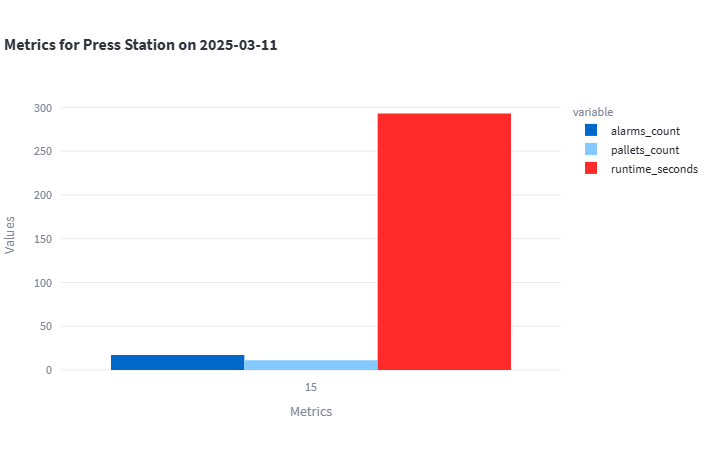 Metrics for Press Station on 2025-03-11
variable
alarms_count
pallets_count
runtime_seconds
Values
300
250
200
150
100
50
0
15
Metrics